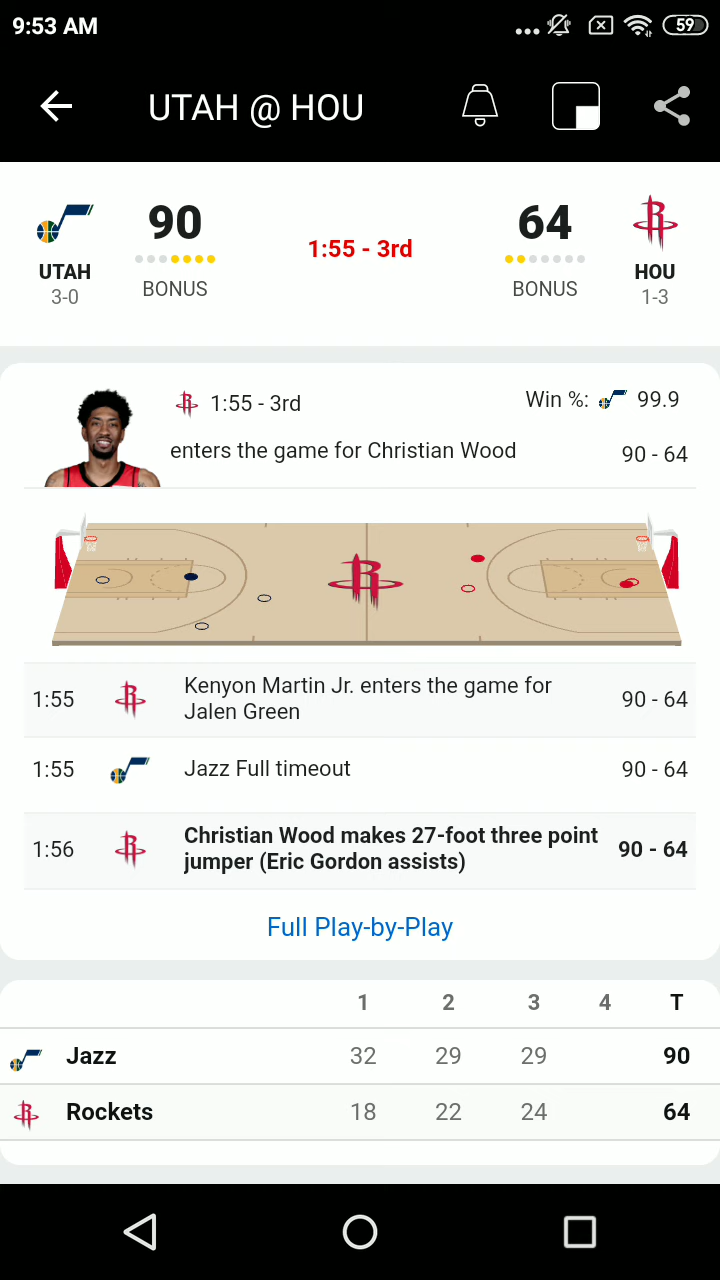 9:53 AM
59
UTAH @ HOU
90
64
1:55 - 3rd
UTAH
HOU
3-0
BONUS
BONUS
1-3
1:55 - 3rd
Win %:
99.9
enters the game for Christian Wood
90 - 64
1:55
Kenyon Martin Jr. enters the game for
Jalen Green
90 - 64
1:55
Jazz Full timeout
90 - 64
1:56
Christian Wood makes 27-foot three point
jumper (Eric Gordon assists)
90 - 64
Full Play-by-Play
1 2 3 4 T
Jazz 32 29 29 90
Rockets 18 22 24 64